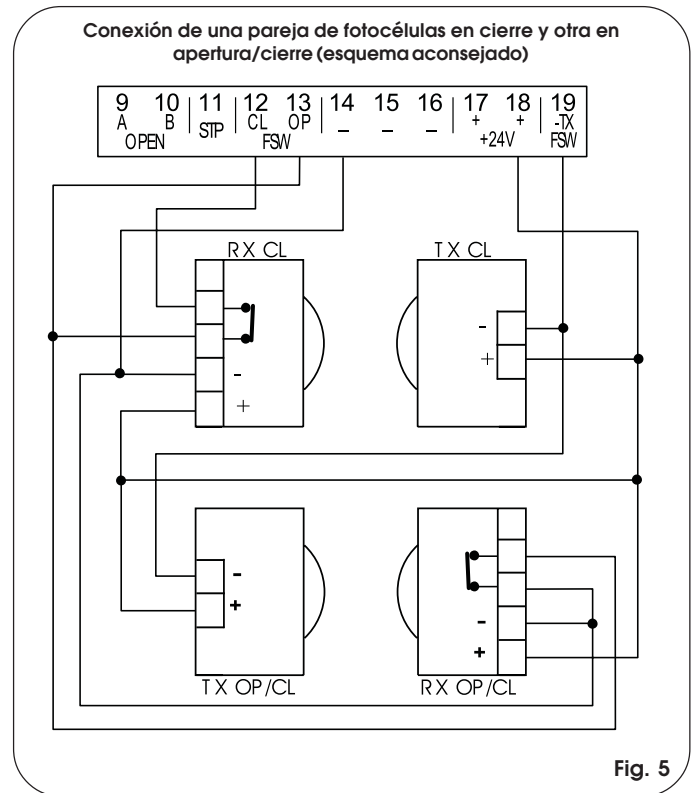 Conexión de una pareja de fotocélulas en cierre y otra en
apertura/cierre (esquema aconsejado)
9 10 11 12 13 14 15 16 17 18 19
A B STP CL OP - - - + + -TX
OPEN FSW +24V FSW
RX CL TX CL
-
+
-
+
-
+
-
+
TX OP/CL RX OP/CL
Fig. 5